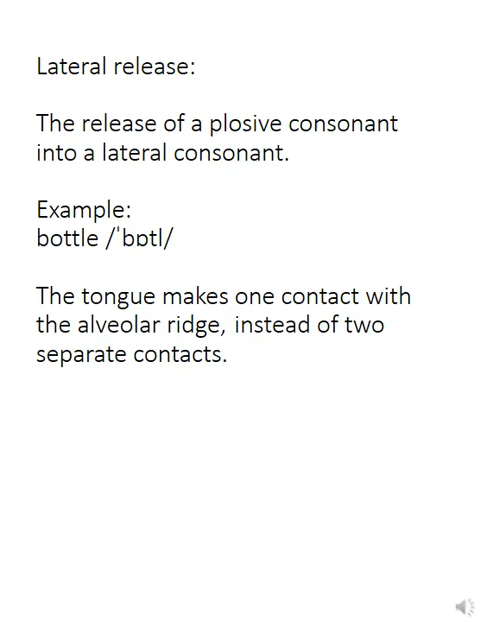 Lateral release:
The release of a plosive consonant
into a lateral consonant.
Example:
bottle /ˈbɒtl/
The tongue makes one contact with
the alveolar ridge, instead of two
separate contacts.